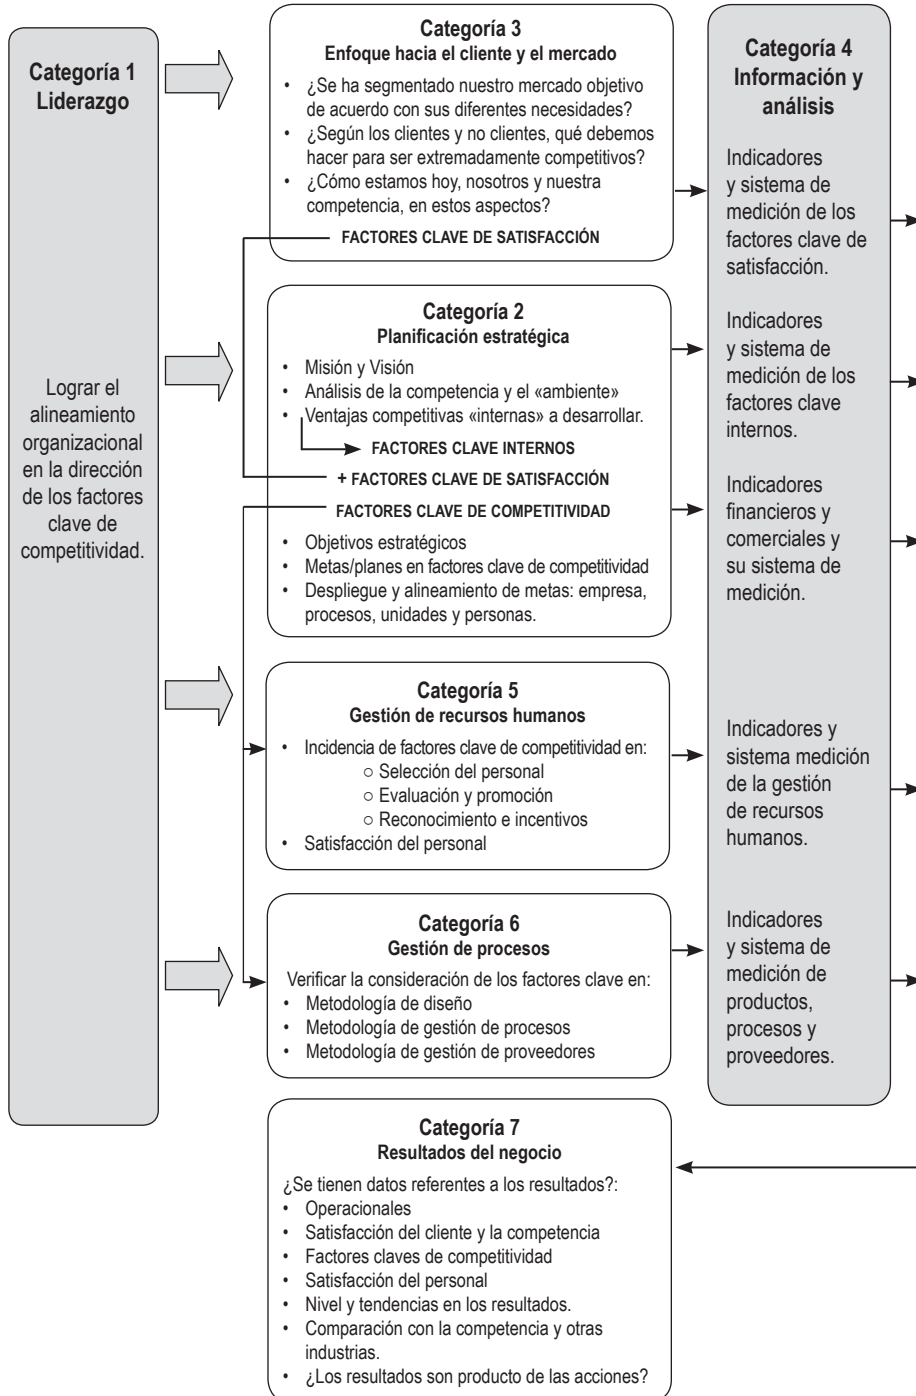 Categoría 1
Liderazgo
Lograr el
alineamiento
organizacional
en la dirección
de los factores
clave de
competitividad.
Categoría 3
Enfoque hacia el cliente y el mercado
• ¿Se ha segmentado nuestro mercado objetivo
de acuerdo con sus diferentes necesidades?
• ¿Según los clientes y no clientes, qué debemos
hacer para ser extremadamente competitivos?
• ¿Cómo estamos hoy, nosotros y nuestra
competencia, en estos aspectos?
FACTORES CLAVE DE SATISFACCIÓN
Categoría 2
Planificación estratégica
• Misión y Visión
• Análisis de la competencia y el «ambiente»
• Ventajas competitivas «internas» a desarrollar.
FACTORES CLAVE INTERNOS
+ FACTORES CLAVE DE SATISFACCIÓN
FACTORES CLAVE DE COMPETITIVIDAD
• Objetivos estratégicos
• Metas/planes en factores clave de competitividad
• Despliegue y alineamiento de metas: empresa,
procesos, unidades y personas.
Categoría 5
Gestión de recursos humanos
• Incidencia de factores clave de competitividad en:
○ Selección del personal
○ Evaluación y promoción
○ Reconocimiento e incentivos
• Satisfacción del personal
Categoría 6
Gestión de procesos
Verificar la consideración de los factores clave en:
• Metodología de diseño
• Metodología de gestión de procesos
• Metodología de gestión de proveedores
Categoría 7
Resultados del negocio
¿Se tienen datos referentes a los resultados?:
• Operacionales
• Satisfacción del cliente y la competencia
• Factores claves de competitividad
• Satisfacción del personal
• Nivel y tendencias en los resultados.
• Comparación con la competencia y otras
industrias.
• ¿Los resultados son producto de las acciones?
Categoría 4
Información y
análisis
Indicadores
y sistema de
medición de los
factores clave de
satisfacción.
Indicadores
y sistema de
medición de los
factores clave
internos.
Indicadores
financieros y
comerciales y
su sistema de
medición.
Indicadores y
sistema medición
de la gestión
de recursos
humanos.
Indicadores
y sistema de
medición de
productos,
procesos y
proveedores.